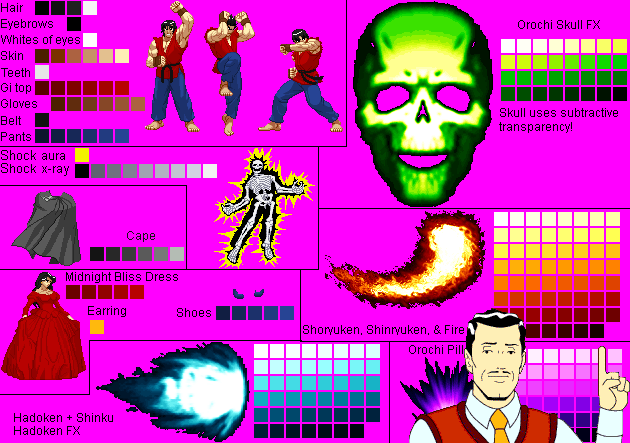 Hair
Eyebrows
Whites of eyes
Skin
Teeth
Gi top
Gloves
Belt
Pants
Orochi Skull FX
Skull uses subtractive
transparency!
Shock aura
Shock x-ray
Cape
Midnight Bliss Dress
Earring
Shoes
Shoryuken, Shinryuken, & Fire
Orochi Pill
Hadoken + Shinku
Hadoken FX